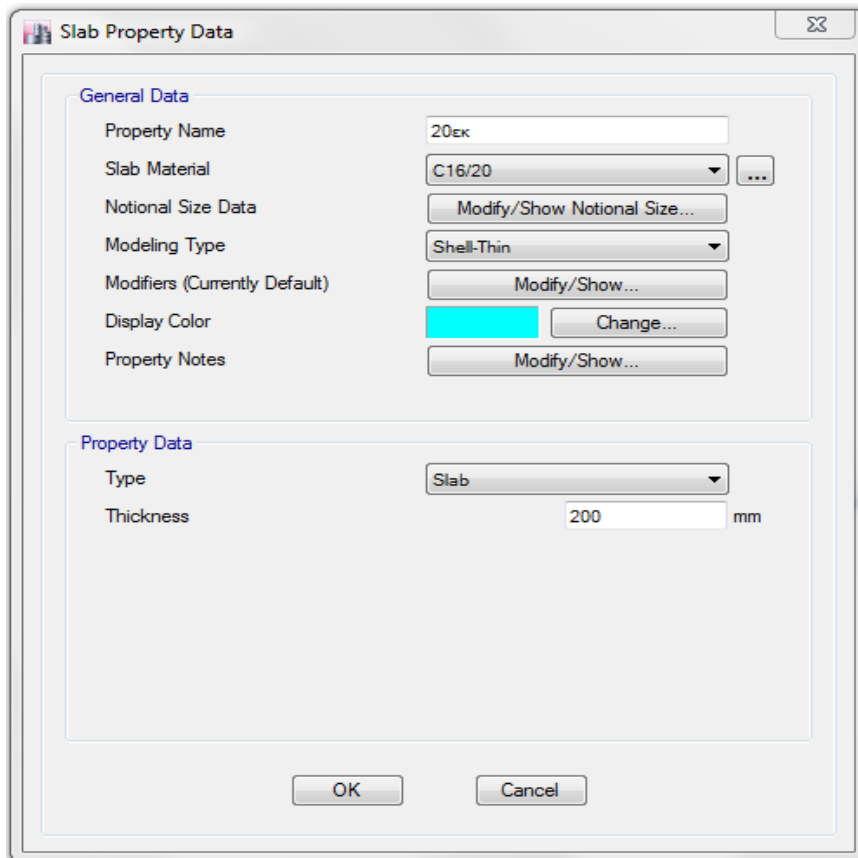 Slab Property Data
General Data
Property Name 20εκ
Slab Material C16/20 ...
Notional Size Data Modify/Show Notional Size...
Modeling Type Shell-Thin
Modifiers (Currently Default) Modify/Show...
Display Color Change...
Property Notes Modify/Show...
Property Data
Type Slab
Thickness 200 mm
OK Cancel